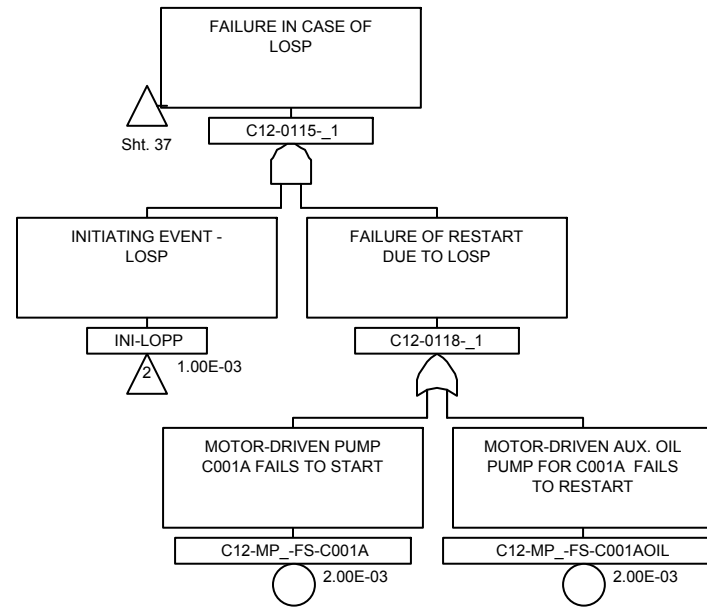 FAILURE IN CASE OF
LOSP
Sht. 37
C12-0115-_1
INITIATING EVENT -
LOSP
FAILURE OF RESTART
DUE TO LOSP
INI-LOPP
C12-0118-_1
2
1.00E-03
MOTOR-DRIVEN PUMP
C001A FAILS TO START
MOTOR-DRIVEN AUX. OIL
PUMP FOR C001A FAILS
TO RESTART
C12-MP_-FS-C001A
C12-MP_-FS-C001AOIL
2.00E-03
2.00E-03